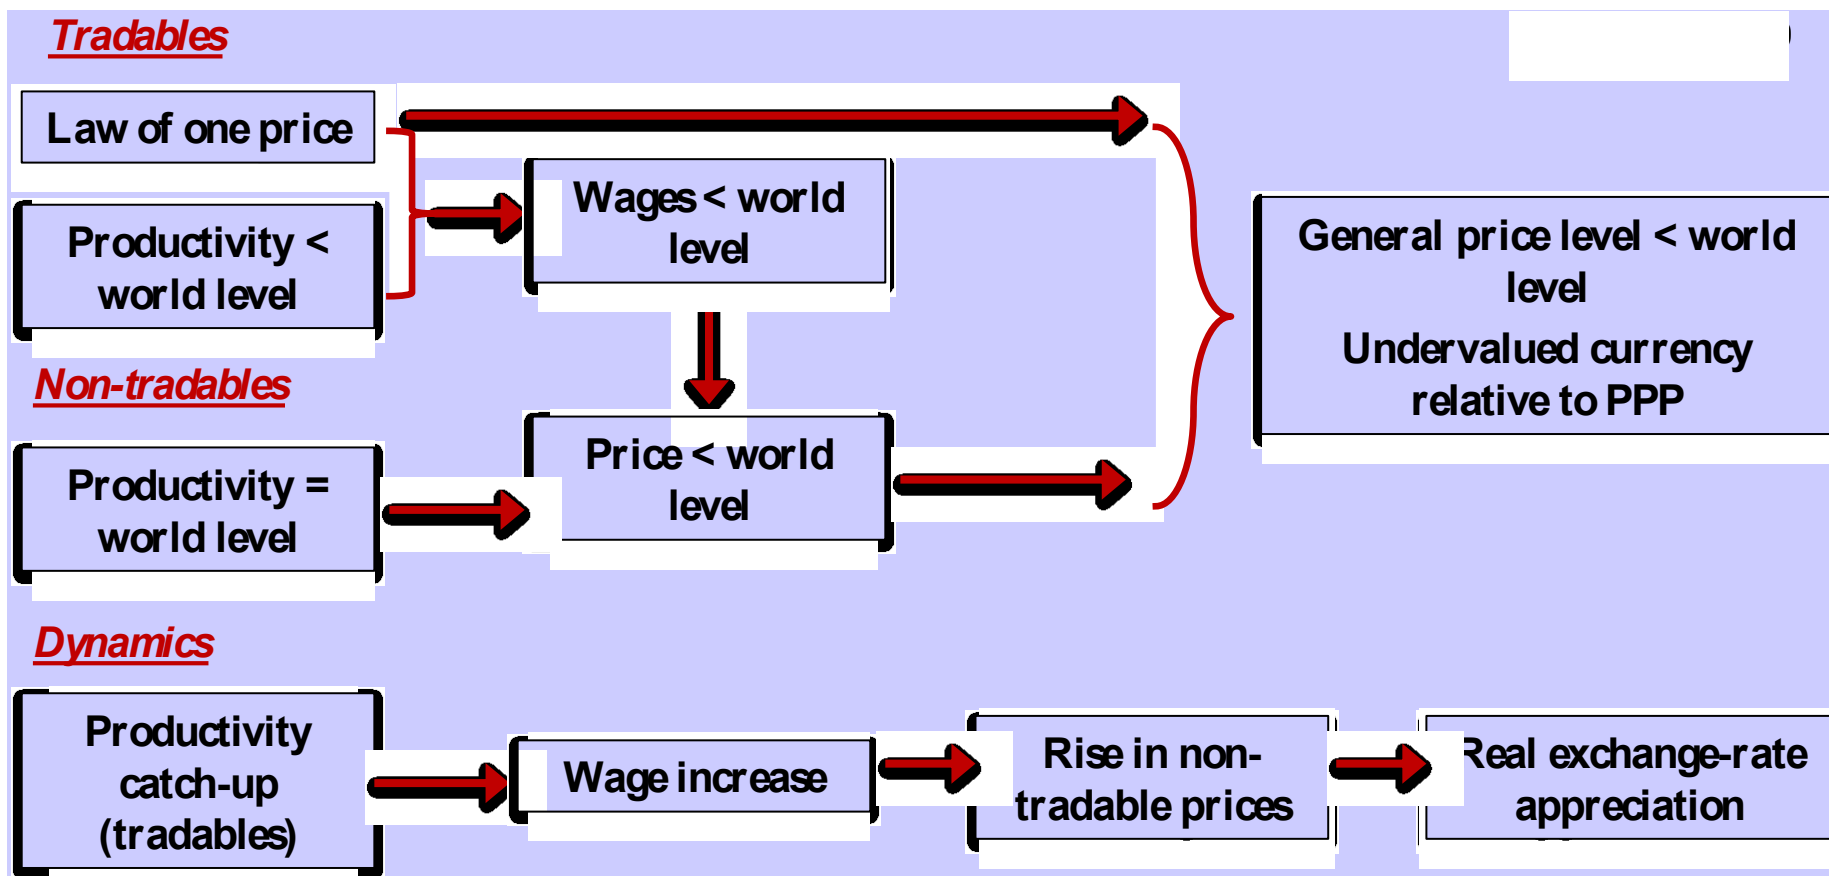 Tradables
Law of one price
Productivity <
world level
Wages < world
level
General price level < world
level
Undervalued currency
relative to PPP
Non-tradables
Productivity =
world level
Price < world
level
Dynamics
Productivity
catch-up
(tradables)
Wage increase
Rise in non-
tradable prices
Real exchange-rate
appreciation